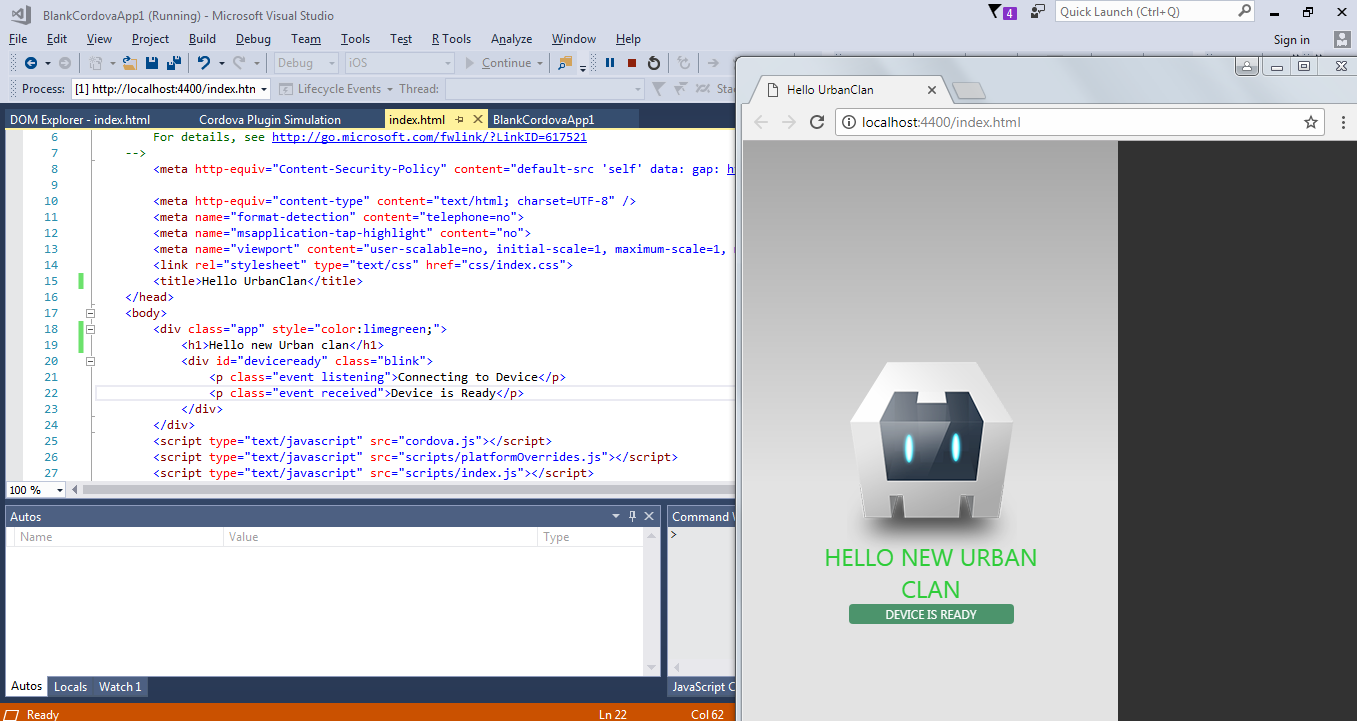 BlankCordovaApp1 (Running) - Microsoft Visual Studio
4
Quick Launch (Ctrl+Q)
File Edit View Project Build Debug Team Tools Test R Tools Analyze Window Help
Sign in
Debug iOS Continue
Process: [1] http://localhost:4400/index.htn Lifecycle Events Thread: Stac
DOM Explorer - index.html Cordova Plugin Simulation index.html BlankCordovaApp1
6 For details, see http://go.microsoft.com/fwlink/?LinkID=617521
7 -->
8 <meta http-equiv="Content-Security-Policy" content="default-src 'self' data: gap: h
9
10 <meta http-equiv="content-type" content="text/html; charset=UTF-8" />
11 <meta name="format-detection" content="telephone=no">
12 <meta name="msapplication-tap-highlight" content="no">
13 <meta name="viewport" content="user-scalable=no, initial-scale=1, maximum-scale=1,
14 <link rel="stylesheet" type="text/css" href="css/index.css">
15 <title>Hello UrbanClan</title>
16 </head>
17 <body>
18 <div class="app" style="color:limegreen;">
19 <h1>Hello new Urban clan</h1>
20 <div id="deviceready" class="blink">
21 <p class="event listening">Connecting to Device</p>
22 <p class="event received">Device is Ready</p>
23 </div>
24 </div>
25 <script type="text/javascript" src="cordova.js"></script>
26 <script type="text/javascript" src="scripts/platformOverrides.js"></script>
27 <script type="text/javascript" src="scripts/index.js"></script>
100 %
Autos
Name Value Type
Autos Locals Watch 1
Command W
>
JavaScript C
Ready Ln 22 Col 62
Hello UrbanClan
localhost:4400/index.html
HELLO NEW URBAN
CLAN
DEVICE IS READY